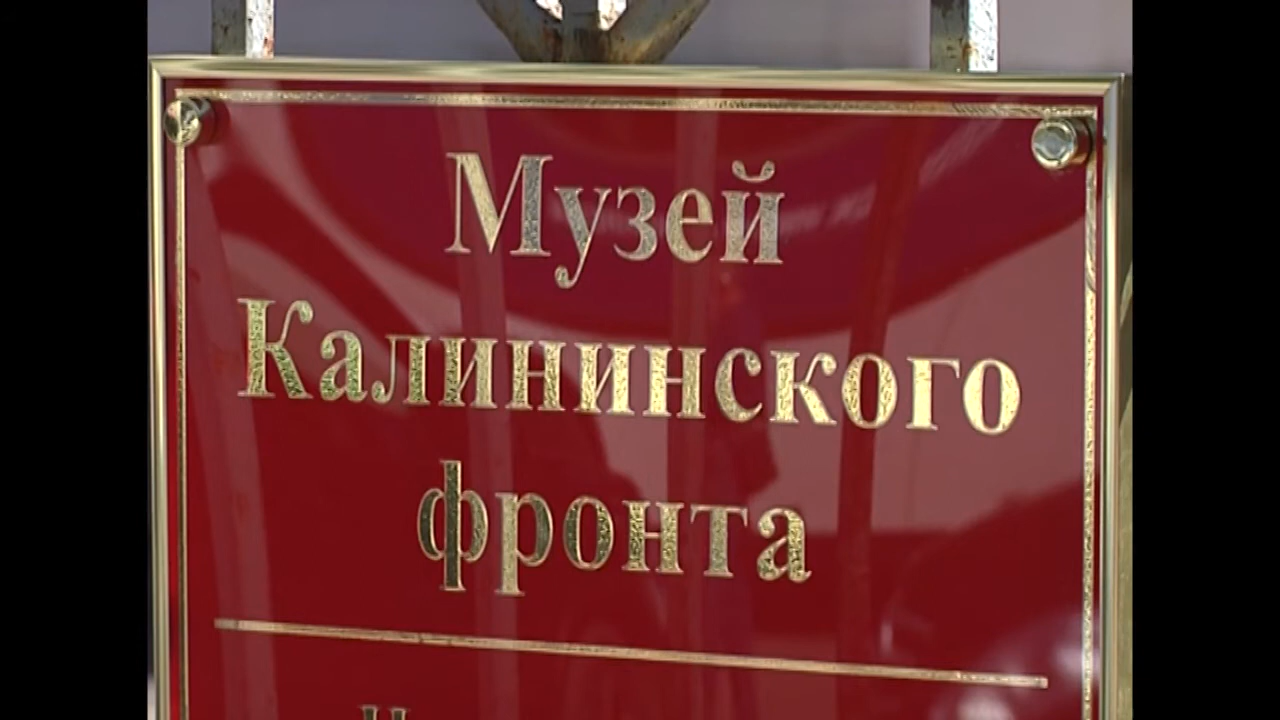 Музей
Калининского
фронта